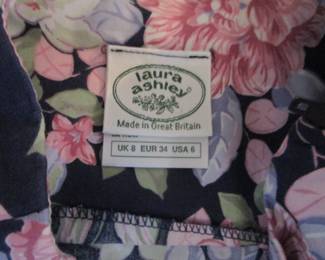 laura
ashley
Made in Great Britain
UK 8 EUR 34 USA 6